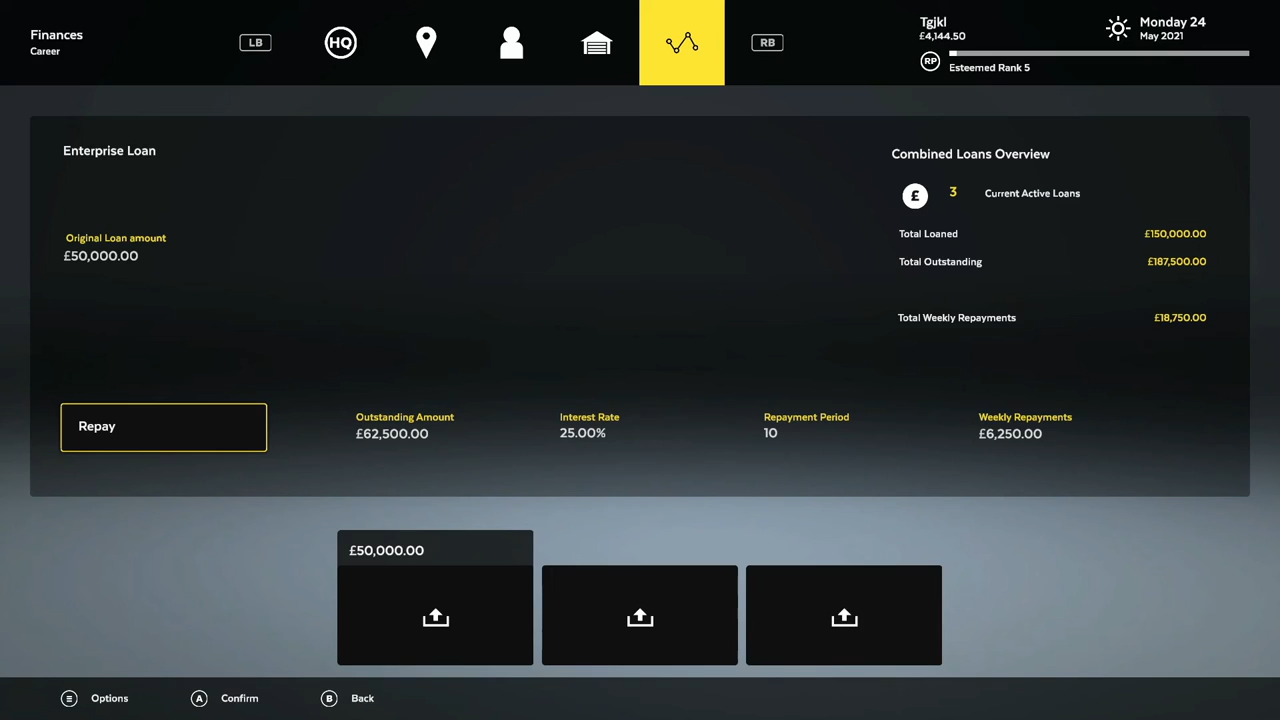 Finances
Career
LB
HQ
RB
Tgjkl
£4,144.50
RP
Esteemed Rank 5
Monday 24
May 2021
Enterprise Loan
Original Loan amount
£50,000.00
Combined Loans Overview
£
3
Current Active Loans
Total Loaned £150,000.00
Total Outstanding £187,500.00
Total Weekly Repayments £18,750.00
Repay
Outstanding Amount
£62,500.00
Interest Rate
25.00%
Repayment Period
10
Weekly Repayments
£6,250.00
£50,000.00
Options
A Confirm
B Back